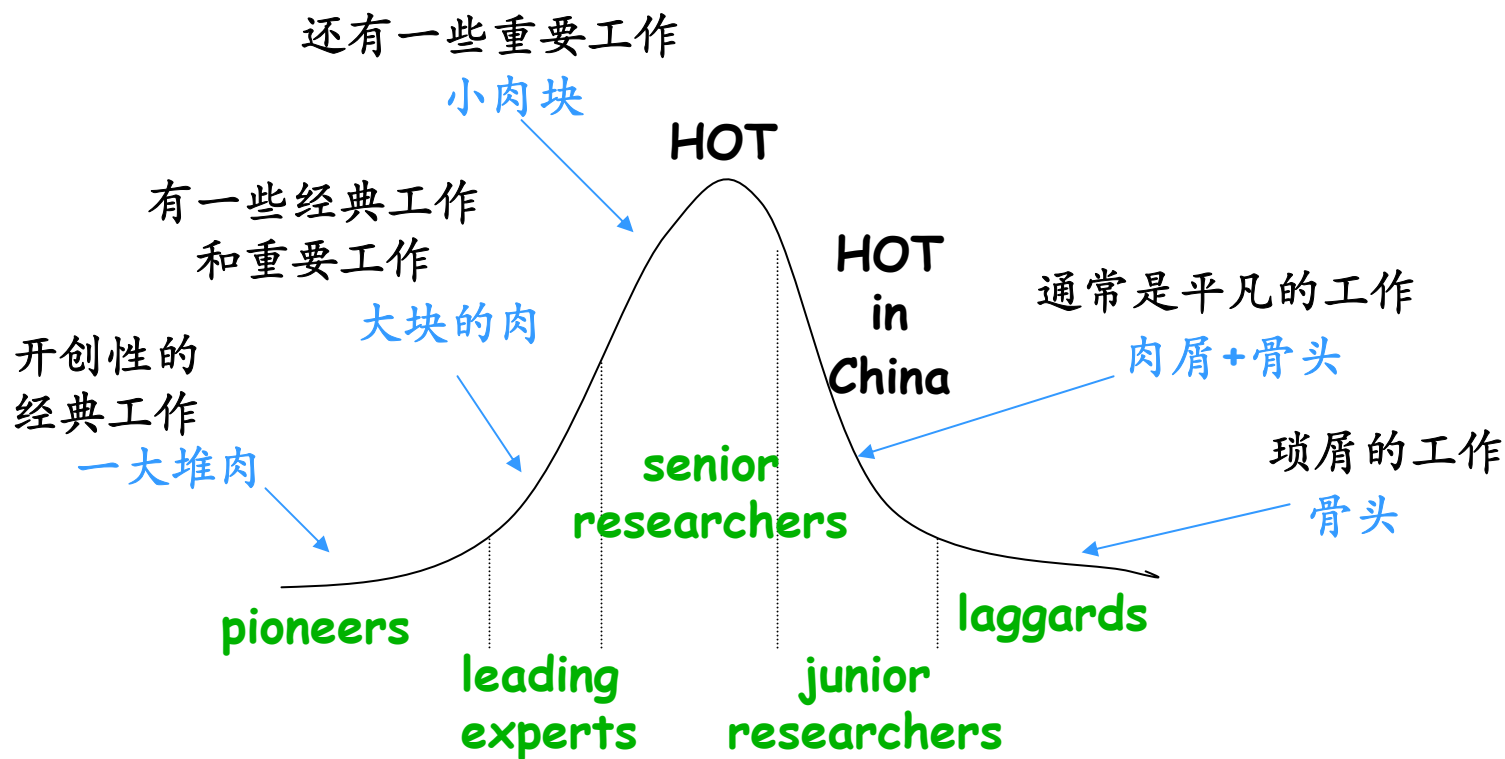 还有一些重要工作
小肉块
HOT
有一些经典工作
和重要工作
大块的肉
HOT
in
China
通常是平凡的工作
肉屑+骨头
开创性的
经典工作
一大堆肉
琐屑的工作
骨头
senior
researchers
pioneers
laggards
leading
experts
junior
researchers